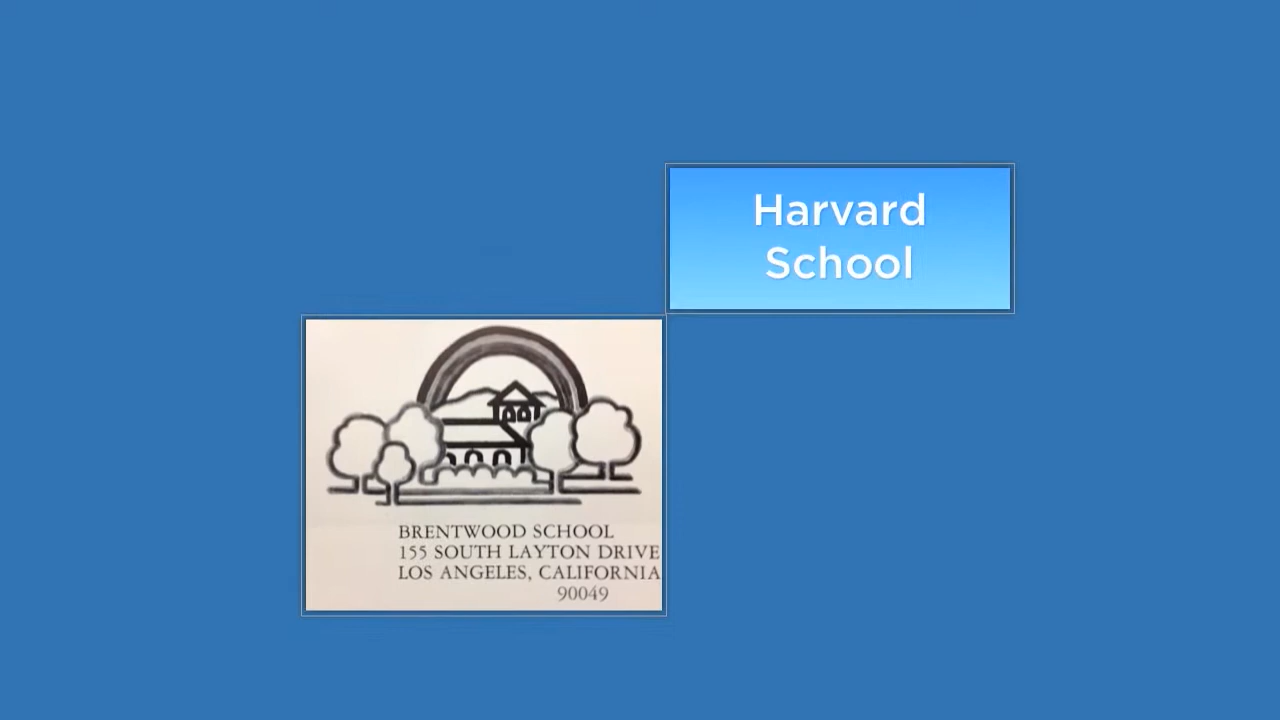 Harvard
School
BRENTWOOD SCHOOL
155 SOUTH LAYTON DRIVE
LOS ANGELES, CALIFORNIA
90049